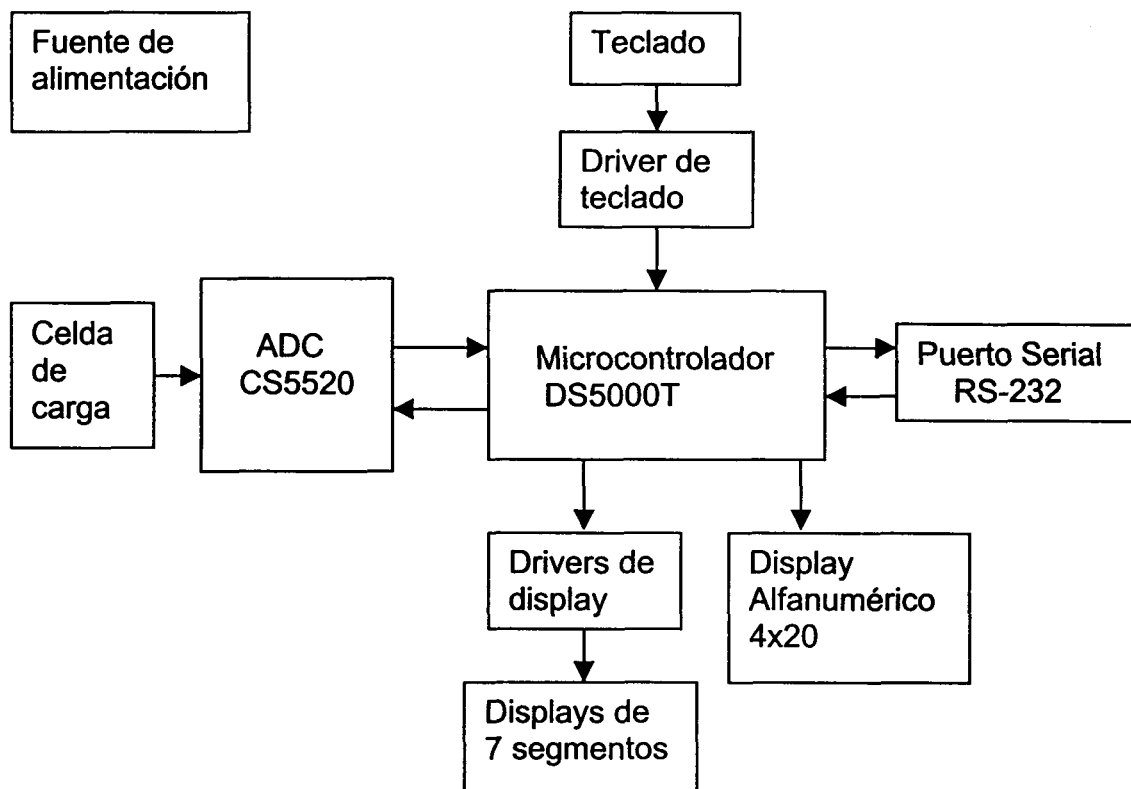 Fuente de
alimentación
Teclado
Driver de
teclado
Celda
de
carga
ADC
CS5520
Microcontrolador
DS5000T
Puerto Serial
RS-232
Drivers de
display
Display
Alfanumérico
4x20
Displays de
7 segmentos